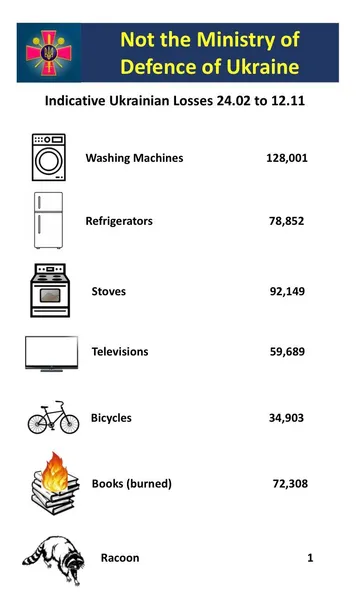 Not the Ministry of
Defence of Ukraine
Indicative Ukrainian Losses 24.02 to 12.11
Washing Machines 128,001
Refrigerators 78,852
Stoves 92,149
Televisions 59,689
Bicycles 34,903
Books (burned) 72,308
Racoon 1